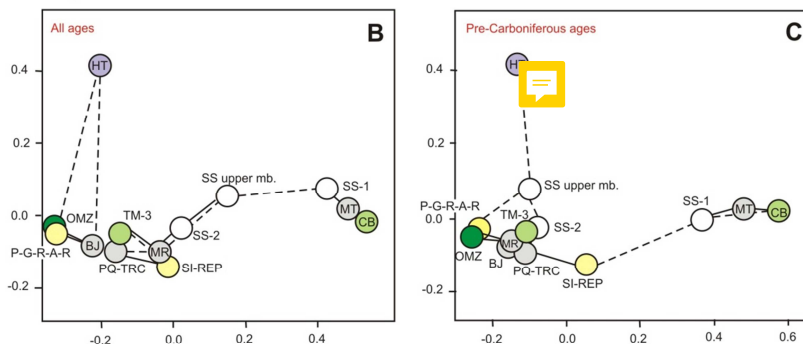 All ages
B
HT
0.4
0.2
0.0
-0.2
OMZ
P-G-R-A-R
BJ
TM-3
PQ-TRC
MR
SI-REP
SS-2
SS upper mb.
SS-1
MT
CB
-0.2
0.0
0.2
0.4
Pre-Carboniferous ages
C
HT
0.4
0.2
0.0
-0.2
SS upper mb.
P-G-R-A-R
TM-3
SS-2
MR
OMZ
BJ
PQ-TRC
SI-REP
SS-1
MT
CB
-0.2
0.0
0.2
0.4
0.6